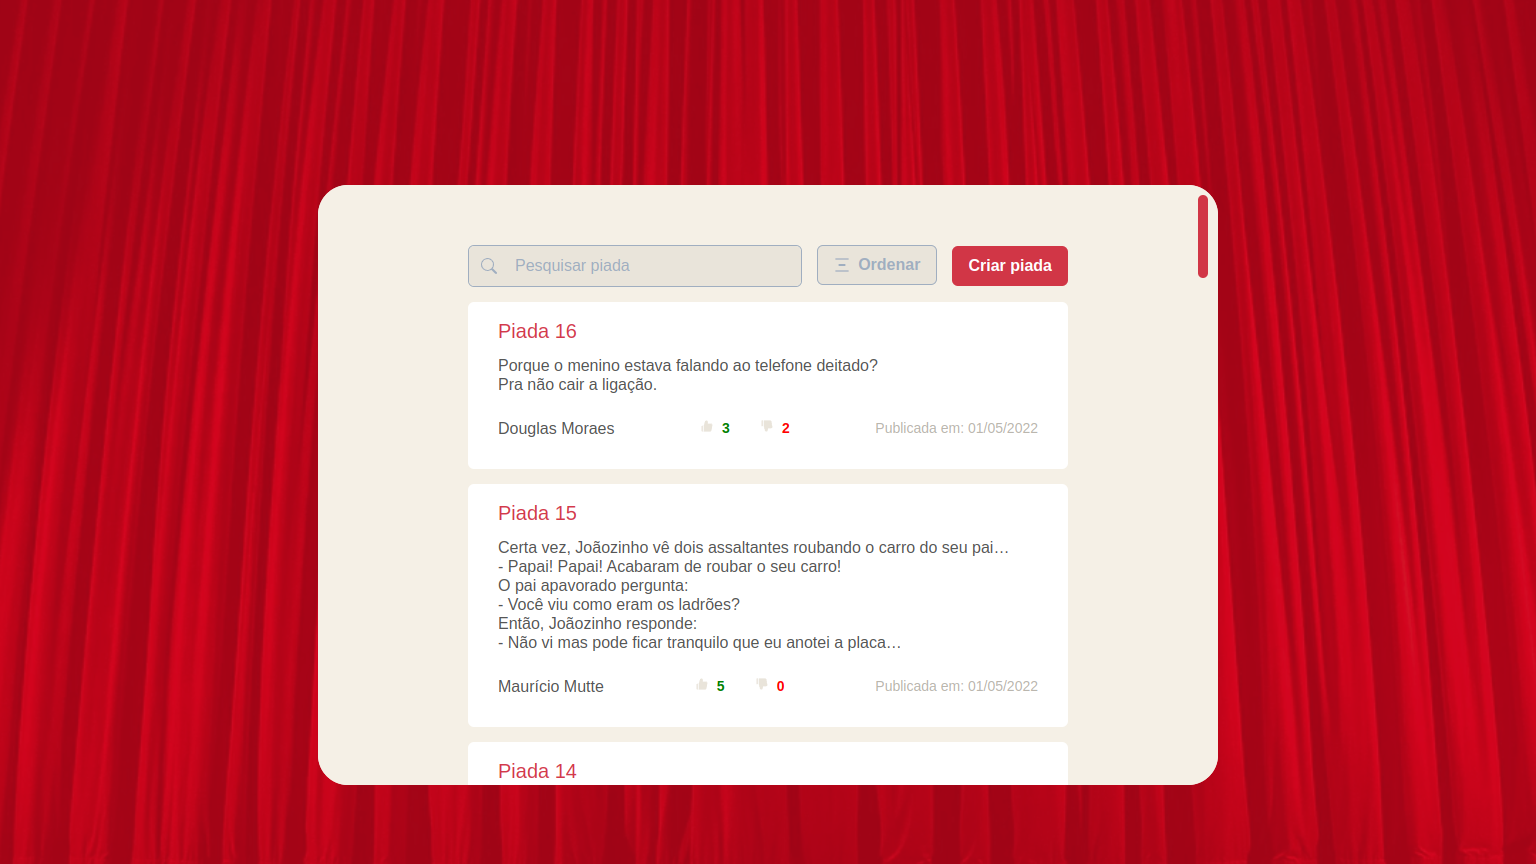 Pesquisar piada
Ordenar
Criar piada
Piada 16
Porque o menino estava falando ao telefone deitado?
Pra não cair a ligação.
Douglas Moraes 3 2 Publicada em: 01/05/2022
Piada 15
Certa vez, Joãozinho vê dois assaltantes roubando o carro do seu pai…
- Papai! Papai! Acabaram de roubar o seu carro!
O pai apavorado pergunta:
- Você viu como eram os ladrões?
Então, Joãozinho responde:
- Não vi mas pode ficar tranquilo que eu anotei a placa…
Maurício Mutte 5 0 Publicada em: 01/05/2022
Piada 14